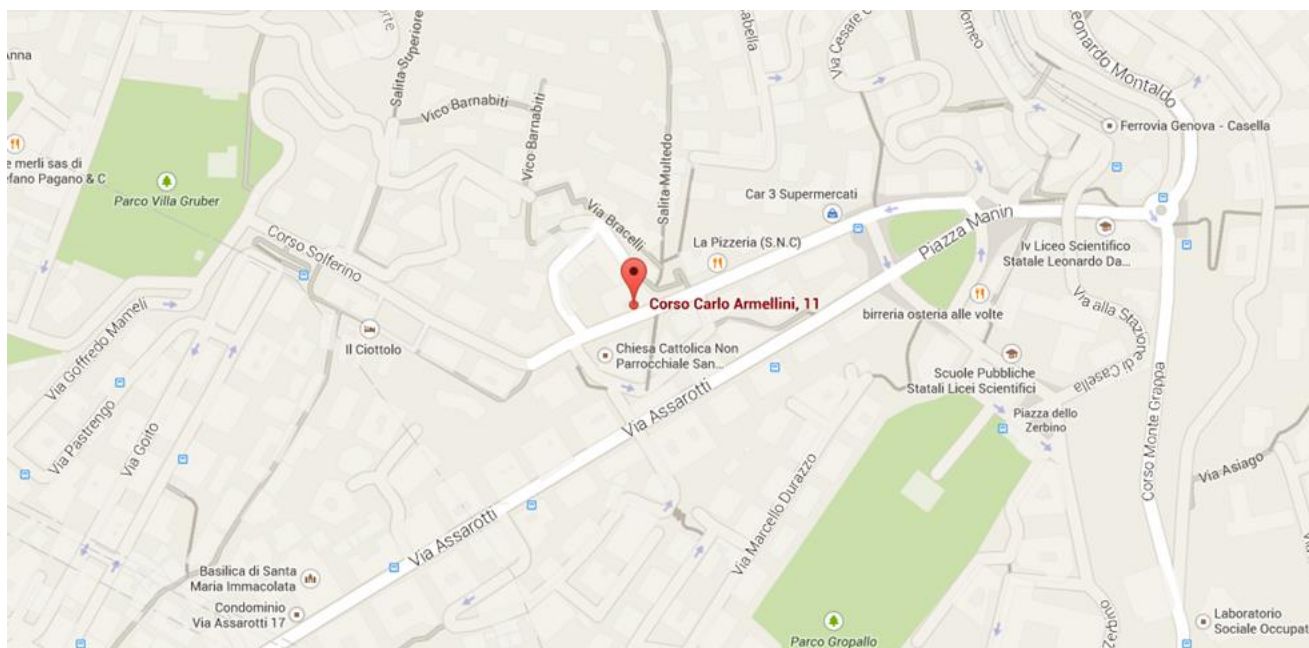 Anna
e merli sas di
efano Pagano & C
Parco Villa Gruber
Salita Superiore
Vico Barnabiti
Vico Barnabiti
abella
Via Cesare
Torneo
Leonardo Montaldo
Ferrovia Genova - Casella
Salita Multedo
Car 3 Supermercati
Via Bracelli
La Pizzeria (S.N.C)
Piazza Manin
Iv Liceo Scientifico
Statale Leonardo Da...
Corso Solferino
Corso Carlo Armellini, 11
birreria osteria alle volte
Via alla Stazione di Casella
Il Ciottolo
Chiesa Cattolica Non
Parrocchiale San...
Via Goffredo Mameli
Scuole Pubbliche
Statali Licei Scientifici
Via Assarotti
Piazza dello
Zerbino
Via Pastrengo
Via Goito
Corso Monte Grappa
Via Asiago
Via Marcello Durazzo
Via Assarotti
Basilica di Santa
Maria Immacolata
Condominio
Via Assarotti 17
Parco Gropallo
Zerbino
Laboratorio
Sociale Occupat